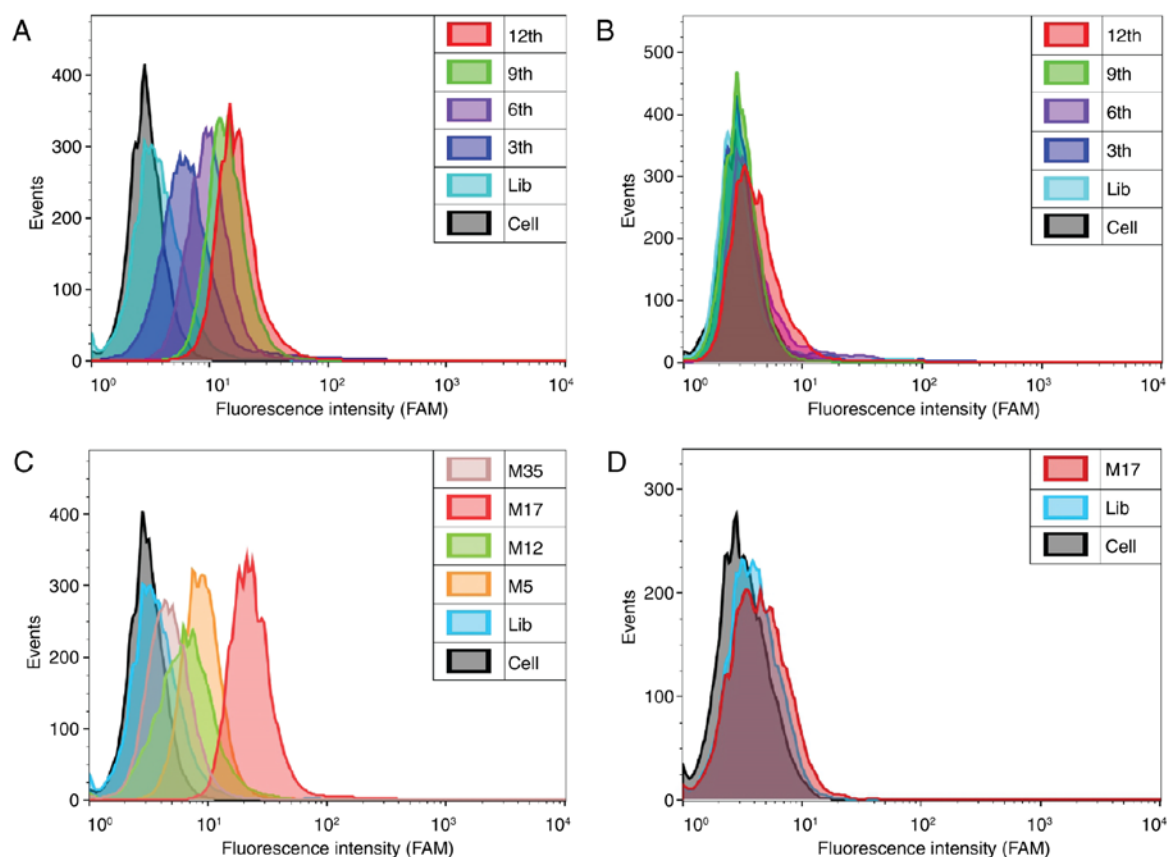 A
400
300
200
100
0
Events
10⁰
10¹
10²
10³
10⁴
Fluorescence intensity (FAM)
12th
9th
6th
3th
Lib
Cell
B
500
400
300
200
100
0
Events
10⁰
10¹
10²
10³
10⁴
Fluorescence intensity (FAM)
12th
9th
6th
3th
Lib
Cell
C
400
300
200
100
0
Events
10⁰
10¹
10²
10³
10⁴
Fluorescence intensity (FAM)
M35
M17
M12
M5
Lib
Cell
D
300
200
100
0
Events
10⁰
10¹
10²
10³
10⁴
Fluorescence intensity (FAM)
M17
Lib
Cell